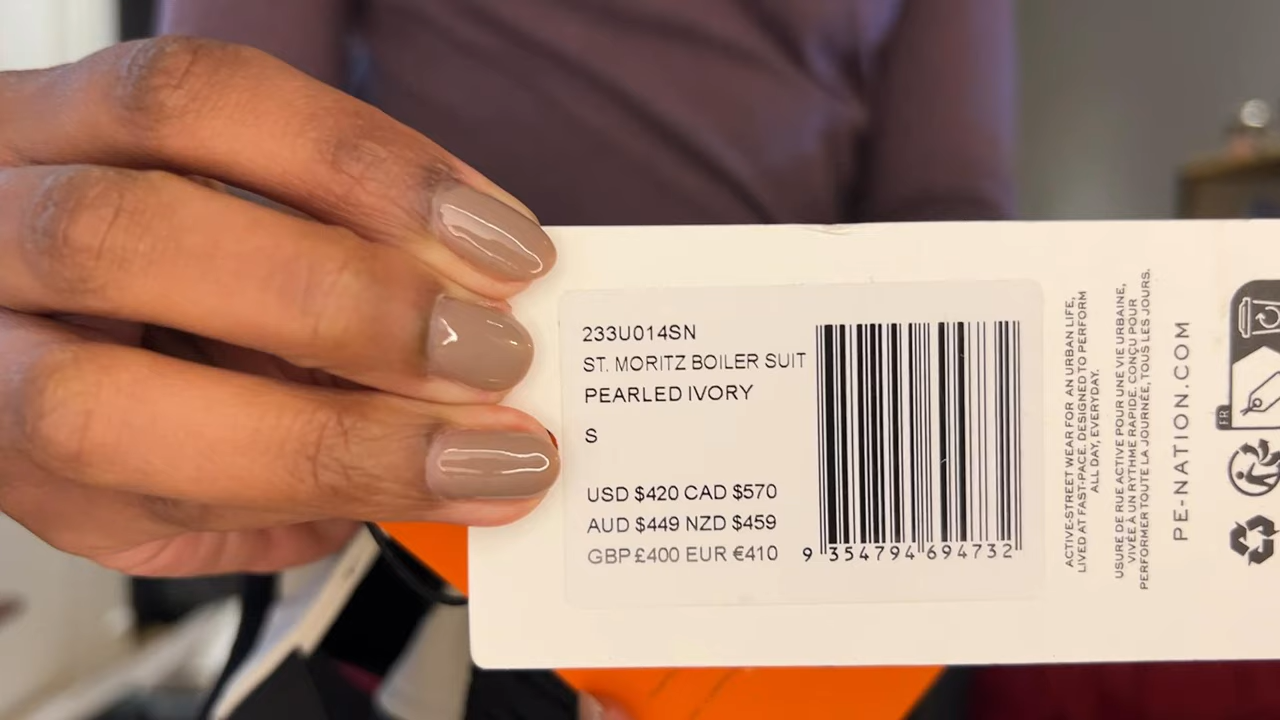 233U014SN
ST. MORITZ BOILER SUIT
PEARLED IVORY
S
USD $420 CAD $570
AUD $449 NZD $459
GBP £400 EUR €410
9 354794 694732
ACTIVE-STREET WEAR FOR AN URBAN LIFE,
LIVED AT FAST-PACE. DESIGNED TO PERFORM
ALL DAY, EVERYDAY.
USURE DE RUE ACTIVE POUR UNE VIE URBAINE,
VIVÉE À UN RYTHME RAPIDE. CONÇU POUR
PERFORMER TOUTE LA JOURNÉE, TOUS LES JOURS.
PE-NATION.COM
FR